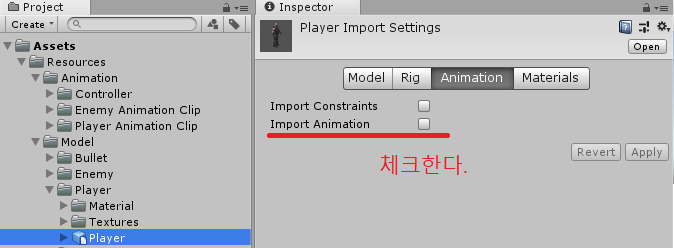 Project
Create
Assets
Resources
Animation
Controller
Enemy Animation Clip
Player Animation Clip
Model
Bullet
Enemy
Player
Material
Textures
Player
Inspector
Player Import Settings
Open
Model Rig Animation Materials
Import Constraints
Import Animation
Revert Apply
체크한다.